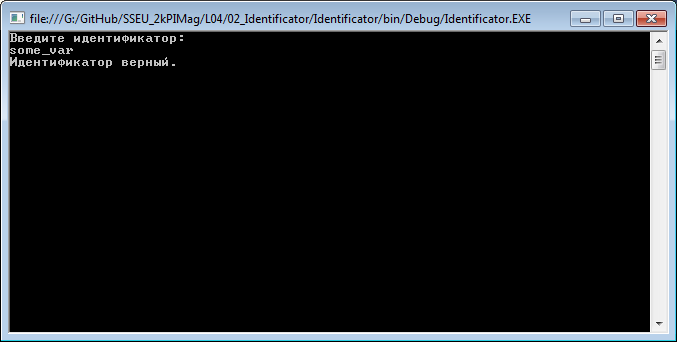 file:///G:/GitHub/SSEU_2kPIMag/L04/02_Identificator/Identificator/bin/Debug/Identificator.EXE
Введите идентификатор:
some_var
Идентификатор верный.